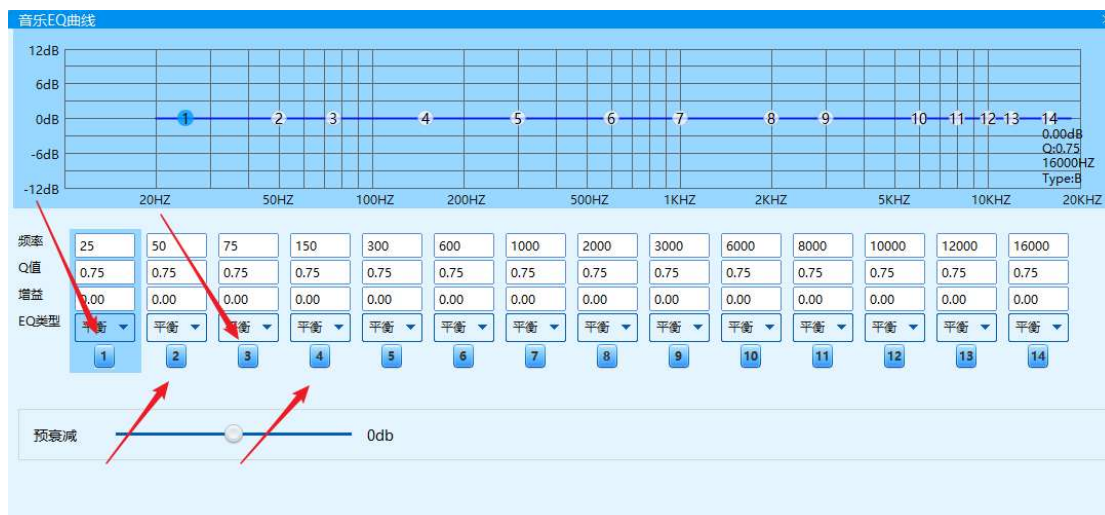 音乐EQ曲线
12dB
6dB
0dB
-6dB
-12dB
1 2 3 4 5 6 7 8 9 10 11 12 13 14
0.00dB
Q:0.75
16000HZ
Type:B
20HZ 50HZ 100HZ 200HZ 500HZ 1KHZ 2KHZ 5KHZ 10KHZ 20KHZ
频率 25 50 75 150 300 600 1000 2000 3000 6000 8000 10000 12000 16000
Q值 0.75 0.75 0.75 0.75 0.75 0.75 0.75 0.75 0.75 0.75 0.75 0.75 0.75 0.75
增益 0.00 0.00 0.00 0.00 0.00 0.00 0.00 0.00 0.00 0.00 0.00 0.00 0.00 0.00
EQ类型 平衡 平衡 平衡 平衡 平衡 平衡 平衡 平衡 平衡 平衡 平衡 平衡 平衡 平衡
1 2 3 4 5 6 7 8 9 10 11 12 13 14
预衰减 0db